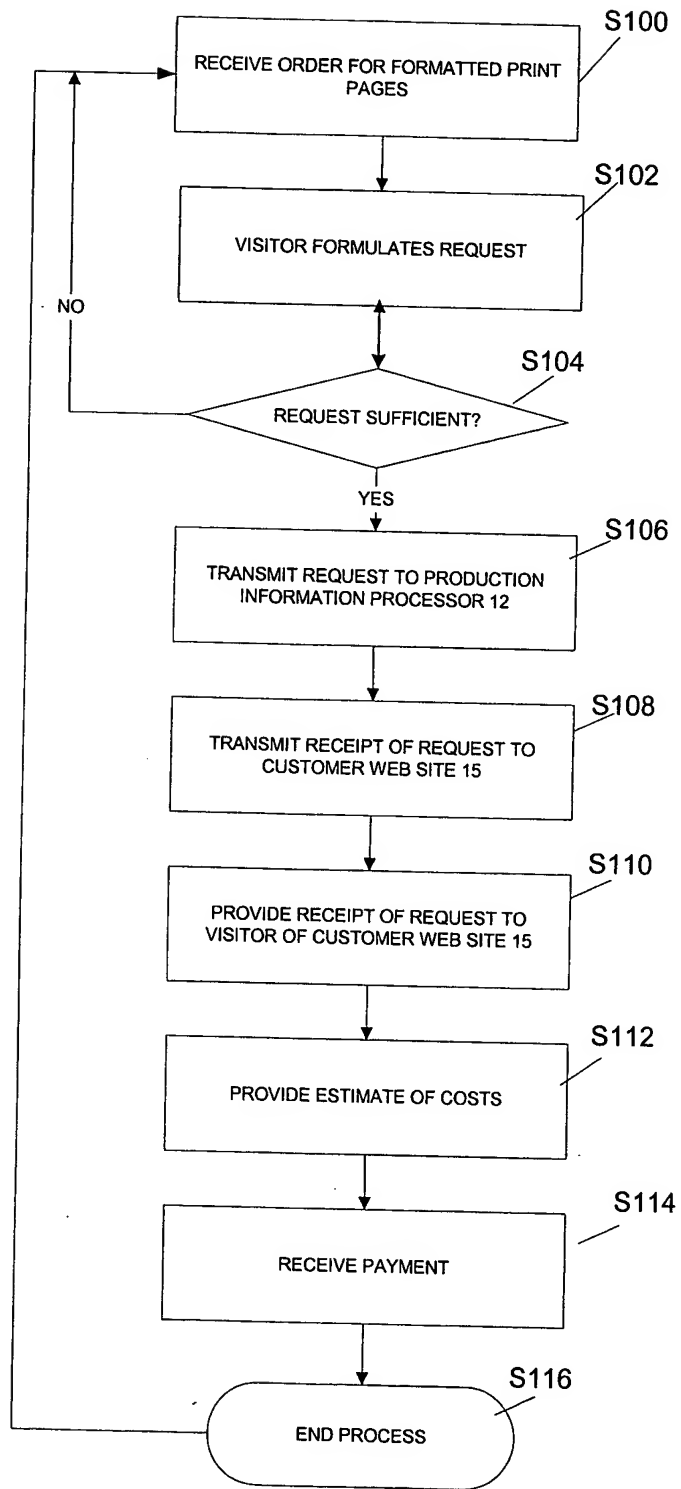 S100
RECEIVE ORDER FOR FORMATTED PRINT
PAGES
S102
VISITOR FORMULATES REQUEST
NO
S104
REQUEST SUFFICIENT?
YES
S106
TRANSMIT REQUEST TO PRODUCTION
INFORMATION PROCESSOR 12
S108
TRANSMIT RECEIPT OF REQUEST TO
CUSTOMER WEB SITE 15
S110
PROVIDE RECEIPT OF REQUEST TO
VISITOR OF CUSTOMER WEB SITE 15
S112
PROVIDE ESTIMATE OF COSTS
S114
RECEIVE PAYMENT
S116
END PROCESS